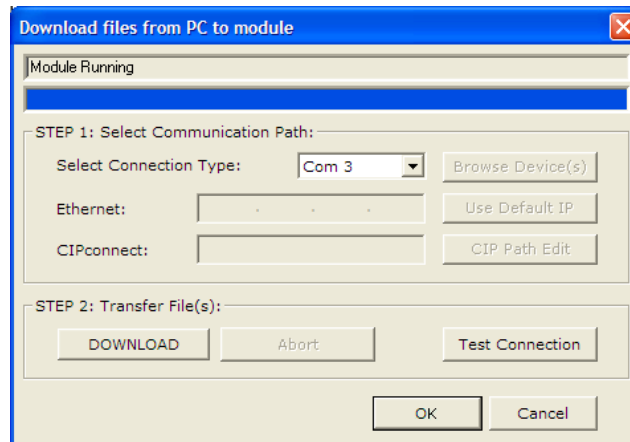 Download files from PC to module
Module Running
STEP 1: Select Communication Path:
Select Connection Type: Com 3 Browse Device(s)
Ethernet: . . . Use Default IP
CIPconnect: CIP Path Edit
STEP 2: Transfer File(s):
DOWNLOAD Abort Test Connection
OK Cancel